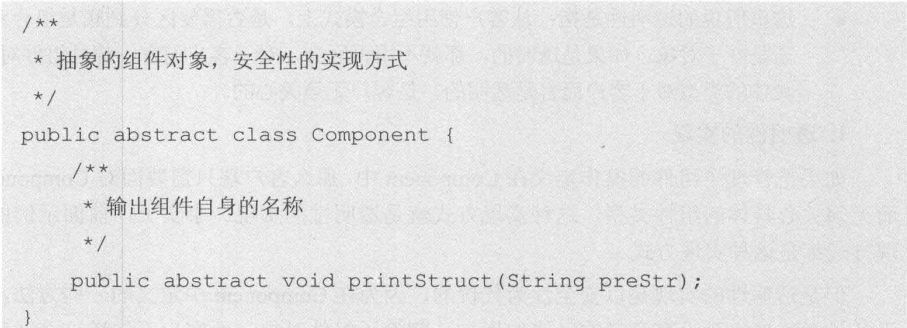 /**
* 抽象的组件对象，安全性的实现方式
*/
public abstract class Component {
/**
* 输出组件自身的名称
*/
public abstract void printStruct(String preStr);
}